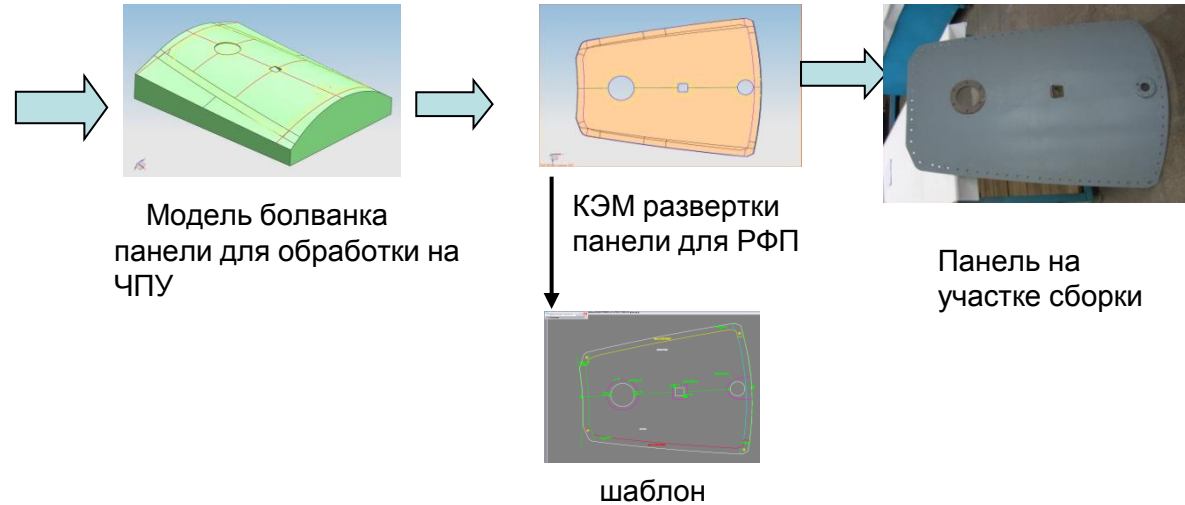 Модель болванка
панели для обработки на
ЧПУ
КЭМ развертки
панели для РФП
Панель на
участке сборки
шаблон